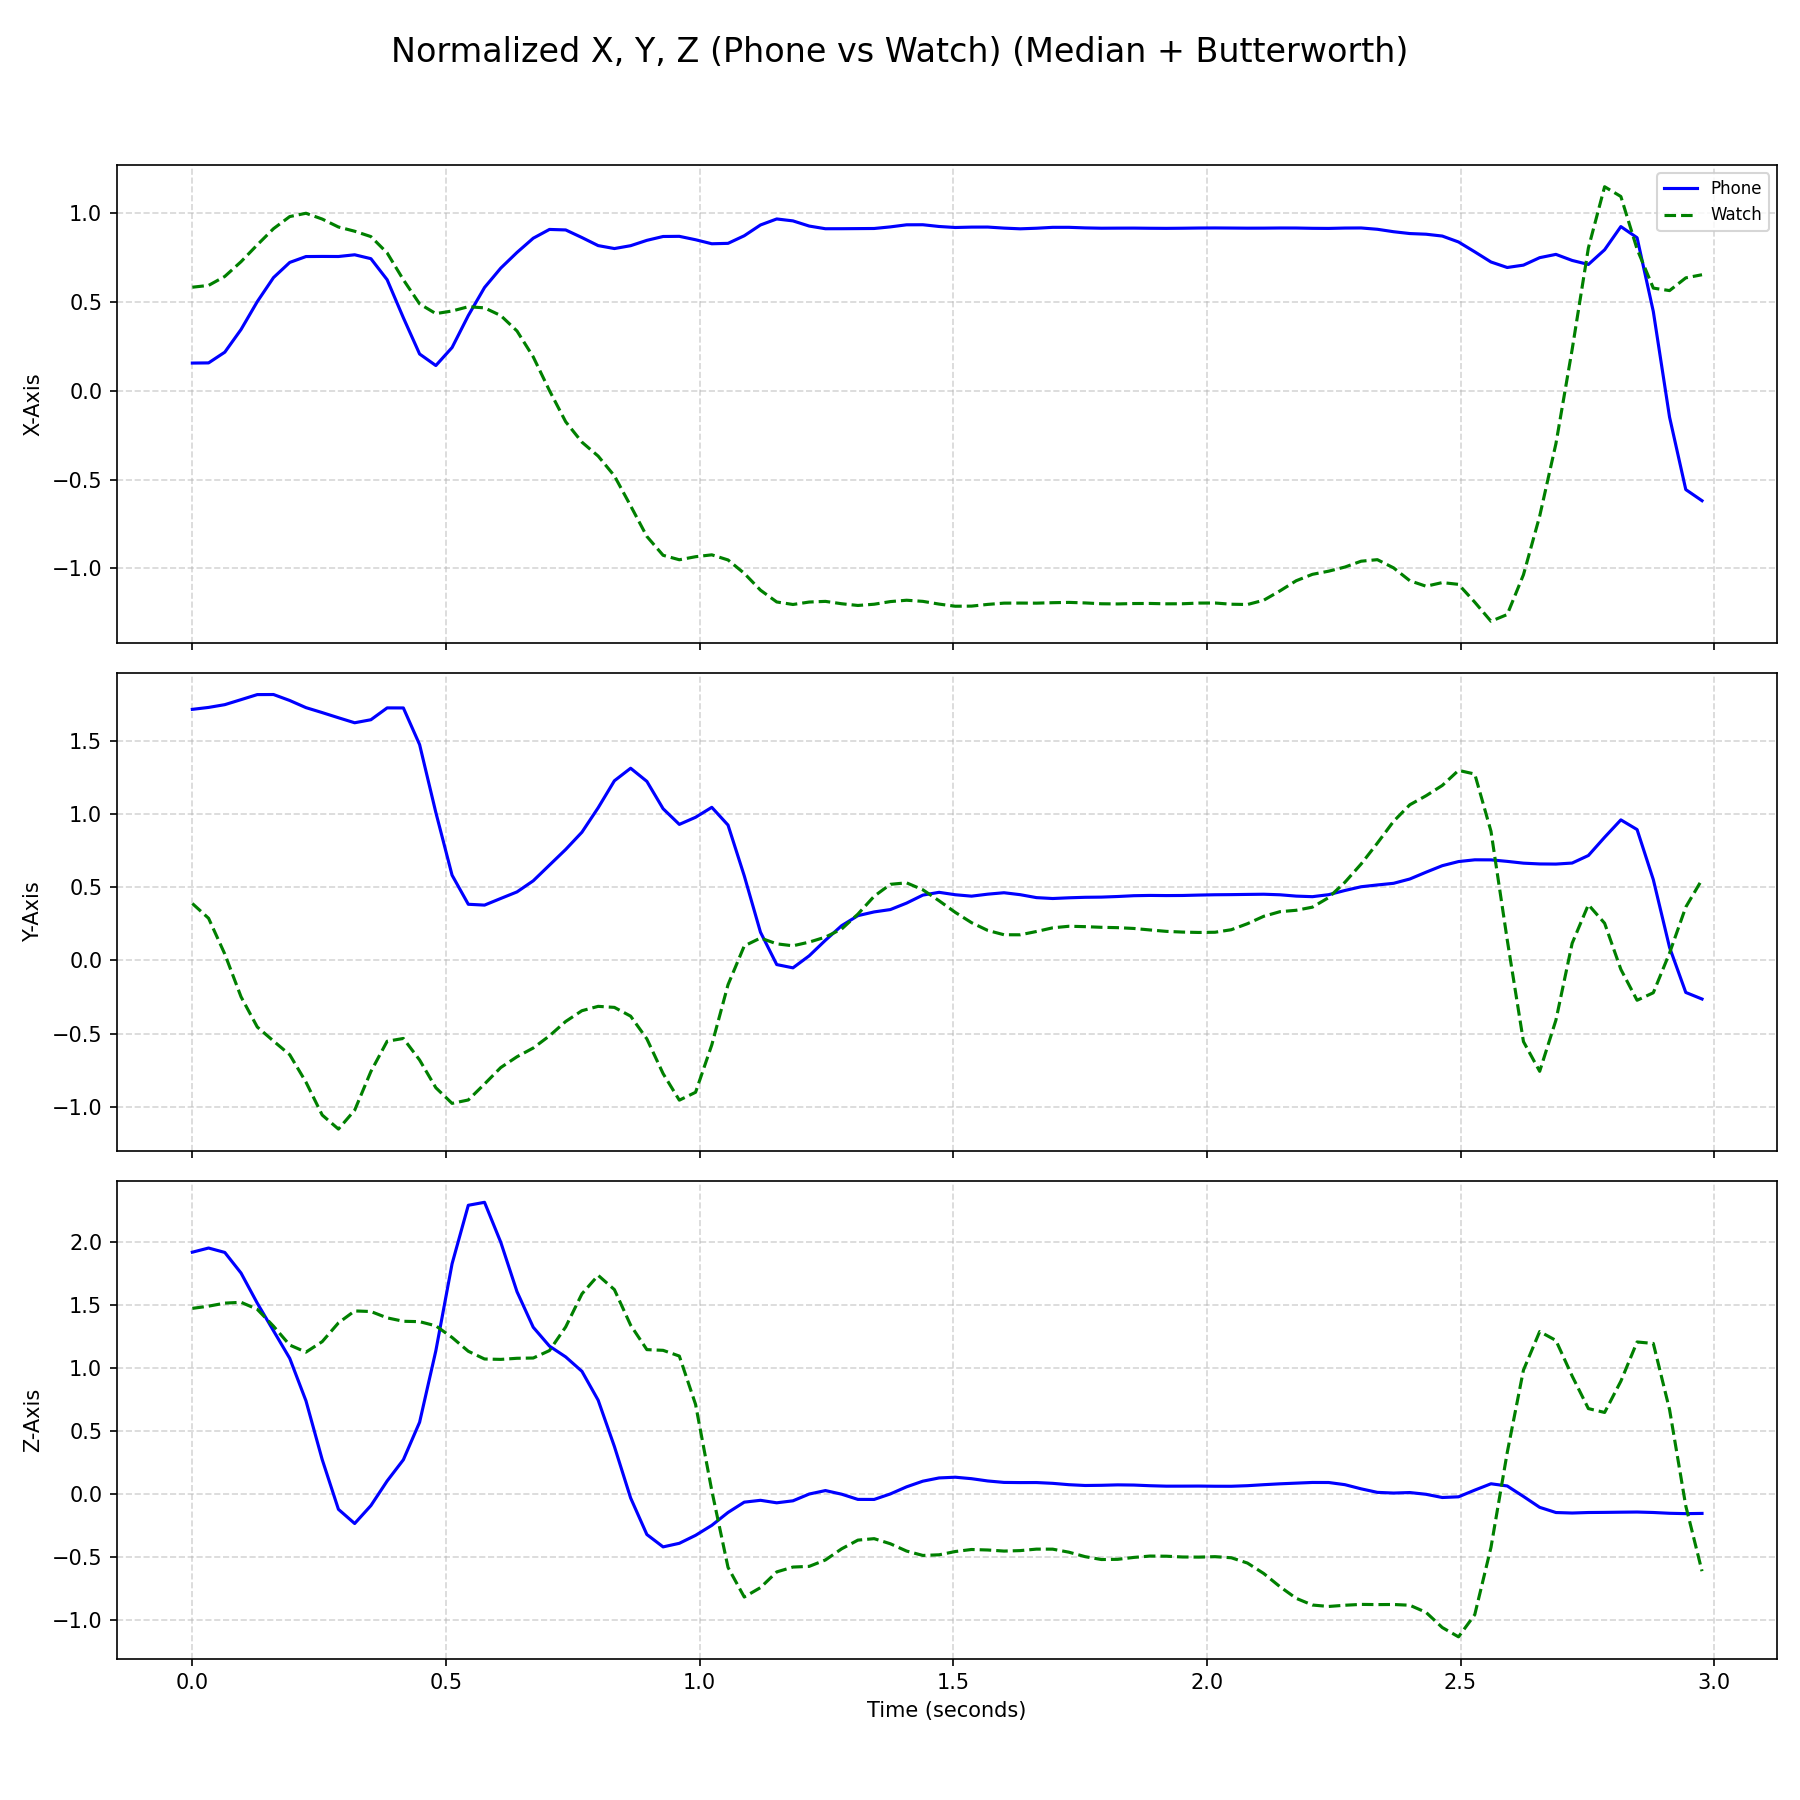 Normalized X, Y, Z (Phone vs Watch) (Median + Butterworth)
Phone
Watch
1.0
0.5
0.0
−0.5
−1.0
X-Axis
1.5
1.0
0.5
0.0
−0.5
−1.0
Y-Axis
2.0
1.5
1.0
0.5
0.0
−0.5
−1.0
Z-Axis
0.0 0.5 1.0 1.5 2.0 2.5 3.0
Time (seconds)